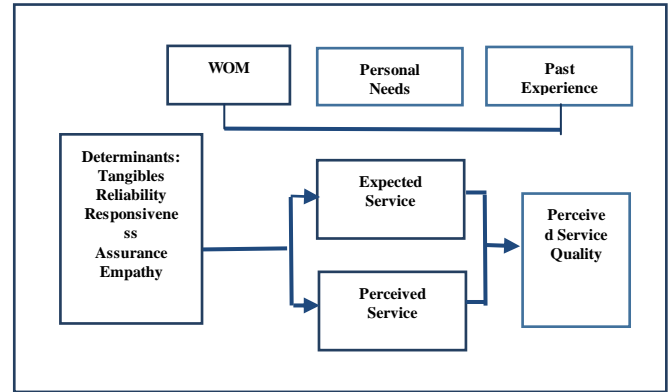 WOM
Personal
Needs
Past
Experience
Determinants:
Tangibles
Reliability
Responsivene
ss
Assurance
Empathy
Expected
Service
Perceived
Service
Perceive
d Service
Quality